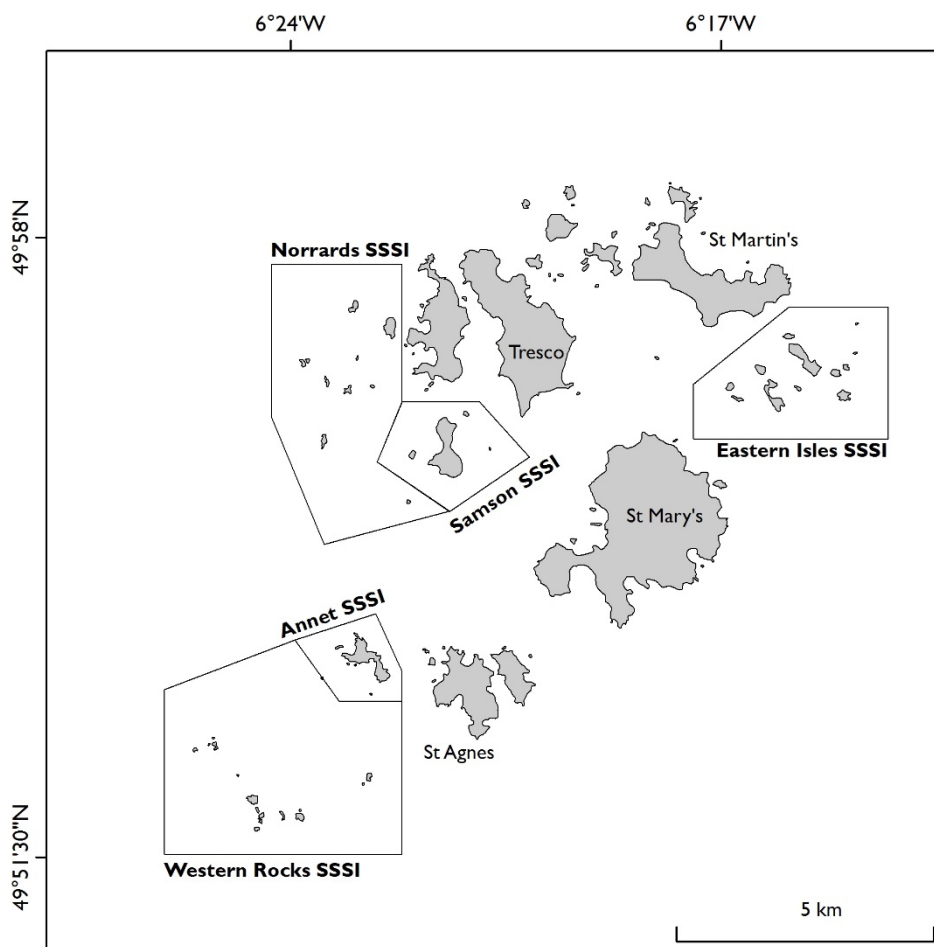 6°24'W
6°17'W
49°58'N
St Martin's
Norrards SSSI
Tresco
Eastern Isles SSSI
Samson SSSI
St Mary's
Annet SSSI
St Agnes
49°51'30"N
Western Rocks SSSI
5 km